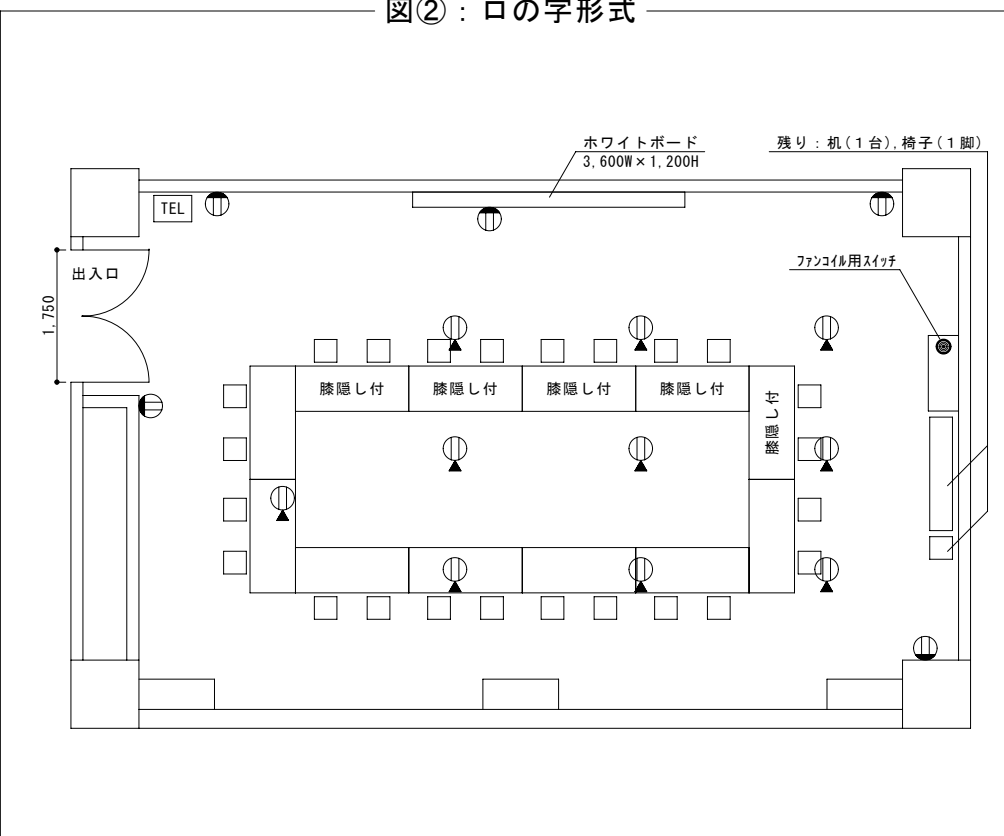 図②：ロの字形式
ホワイトボード
3,600W×1,200H
残り：机(1台),椅子(1脚)
TEL
出入口
ﾌｧﾝｺｲﾙ用ｽｲｯﾁ
1,750
膝隠し付
膝隠し付
膝隠し付
膝隠し付
膝隠し付